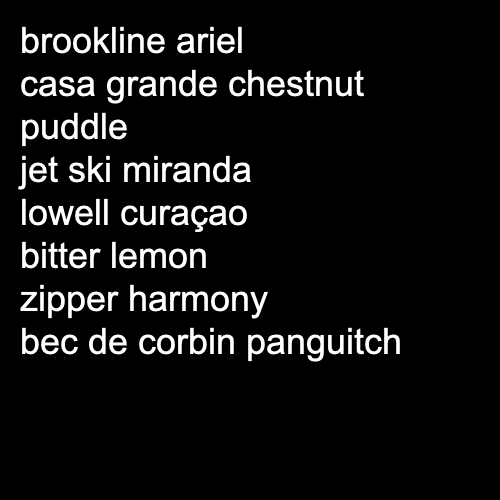 brookline ariel
casa grande chestnut
puddle
jet ski miranda
lowell curaçao
bitter lemon
zipper harmony
bec de corbin panguitch